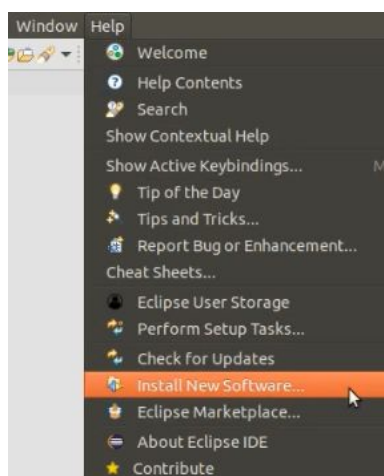 Window Help
Welcome
Help Contents
Search
Show Contextual Help
Show Active Keybindings... M
Tip of the Day
Tips and Tricks...
Report Bug or Enhancement...
Cheat Sheets...
Eclipse User Storage
Perform Setup Tasks...
Check for Updates
Install New Software...
Eclipse Marketplace...
About Eclipse IDE
Contribute